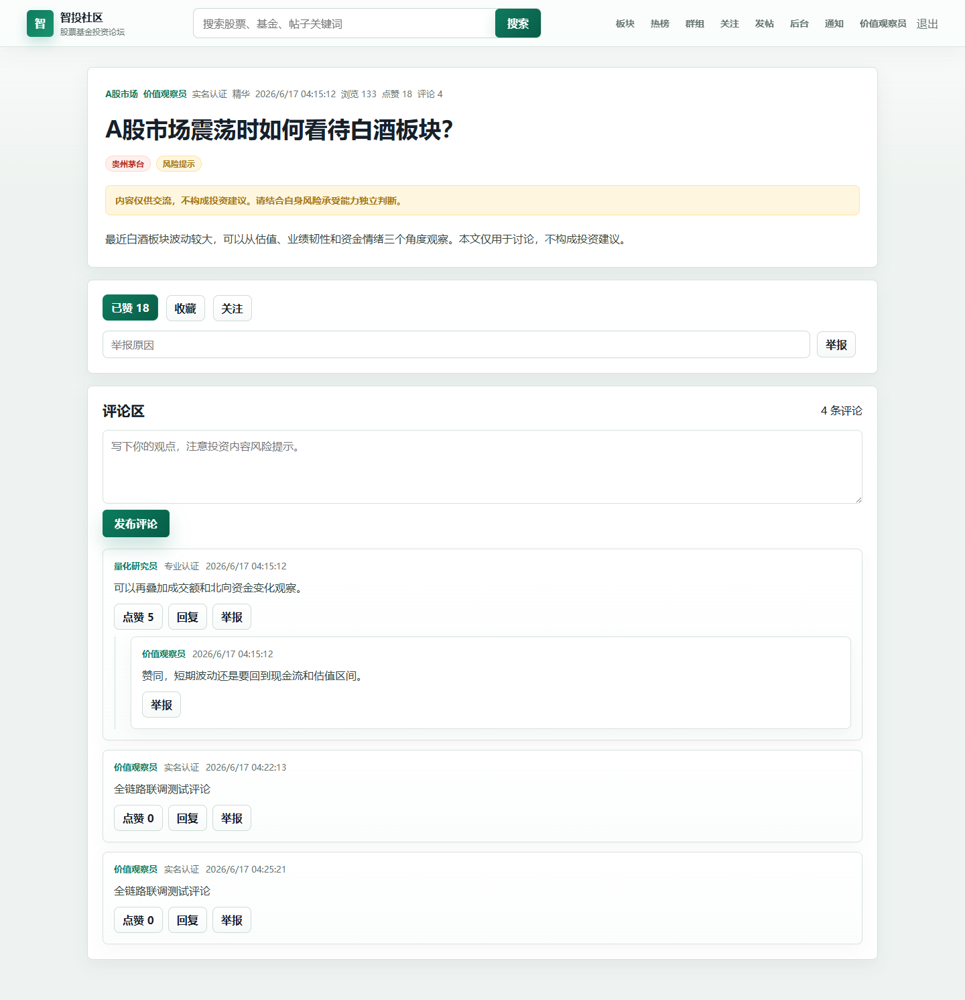 智
智投社区
股票基金投资论坛
搜索股票、基金、帖子关键词
搜索
板块 热榜 群组 关注 发帖 后台 通知 价值观察员 退出
A股市场 价值观察员 实名认证 精华 2026/6/17 04:15:12 浏览 133 点赞 18 评论 4
A股市场震荡时如何看待白酒板块？
贵州茅台 风险提示
内容仅供交流，不构成投资建议。请结合自身风险承受能力独立判断。
最近白酒板块波动较大，可以从估值、业绩韧性和资金情绪三个角度观察。本文仅用于讨论，不构成投资建议。
已赞 18 收藏 关注
举报原因 举报
评论区 4 条评论
写下你的观点，注意投资内容风险提示。
发布评论
量化研究员 专业认证 2026/6/17 04:15:12
可以再叠加成交额和北向资金变化观察。
点赞 5 回复 举报
价值观察员 2026/6/17 04:15:12
赞同，短期波动还是要回到现金流和估值区间。
举报
价值观察员 实名认证 2026/6/17 04:22:13
全链路联调测试评论
点赞 0 回复 举报
价值观察员 实名认证 2026/6/17 04:25:21
全链路联调测试评论
点赞 0 回复 举报